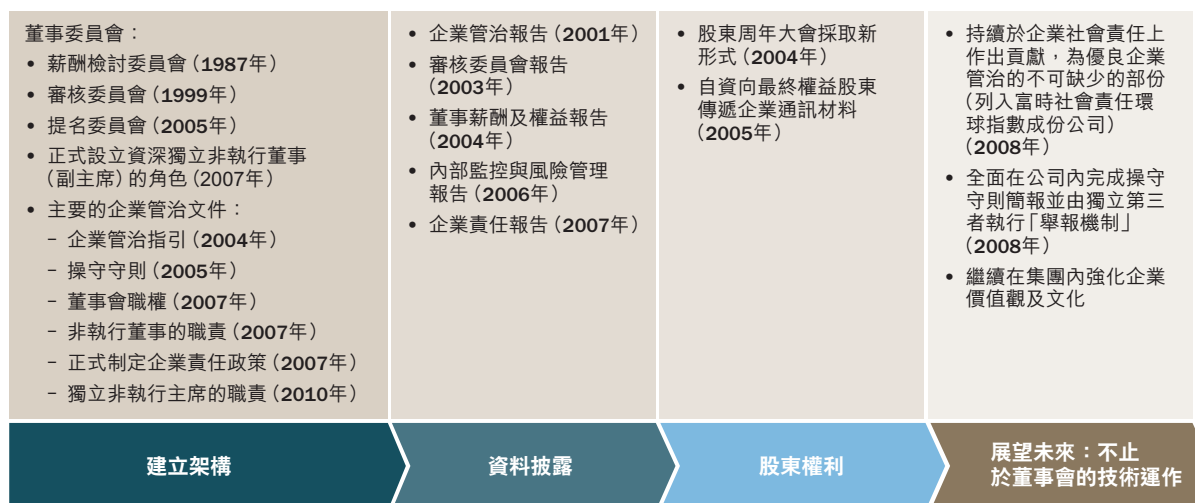 董事委員會：
• 薪酬檢討委員會（1987年）
• 審核委員會（1999年）
• 提名委員會（2005年）
• 正式設立資深獨立非執行董事
（副主席）的角色（2007年）
• 主要的企業管治文件：
– 企業管治指引（2004年）
– 操守守則（2005年）
– 董事會職權（2007年）
– 非執行董事的職責（2007年）
– 正式制定企業責任政策（2007年）
– 獨立非執行主席的職責（2010年）
建立架構
• 企業管治報告（2001年）
• 審核委員會報告
（2003年）
• 董事薪酬及權益報告
（2004年）
• 內部監控與風險管理
報告（2006年）
• 企業責任報告（2007年）
資料披露
• 股東周年大會採取新
形式（2004年）
• 自資向最終權益股東
傳遞企業通訊材料
（2005年）
股東權利
• 持續於企業社會責任上
作出貢獻，為優良企業
管治的不可缺少的部份
（列入富時社會責任環
球指數成份公司）
（2008年）
• 全面在公司內完成操守
守則簡報並由獨立第三
者執行「舉報機制」
（2008年）
• 繼續在集團內強化企業
價值觀及文化
展望未來：不止
於董事會的技術運作